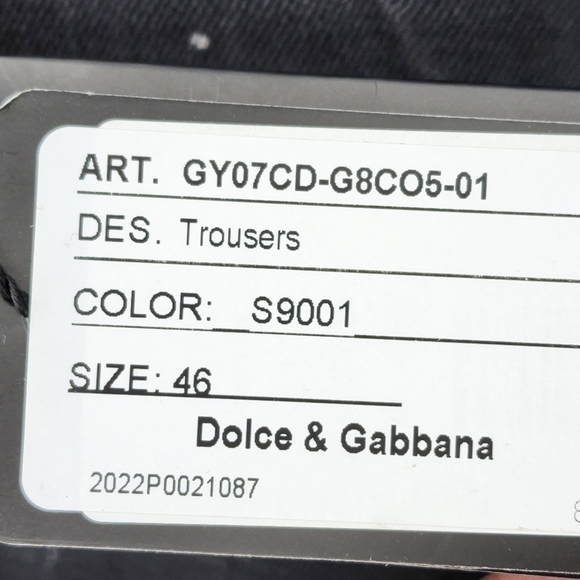 ART. GY07CD-G8CO5-01
DES. Trousers
COLOR: S9001
SIZE: 46
Dolce & Gabbana
2022P0021087